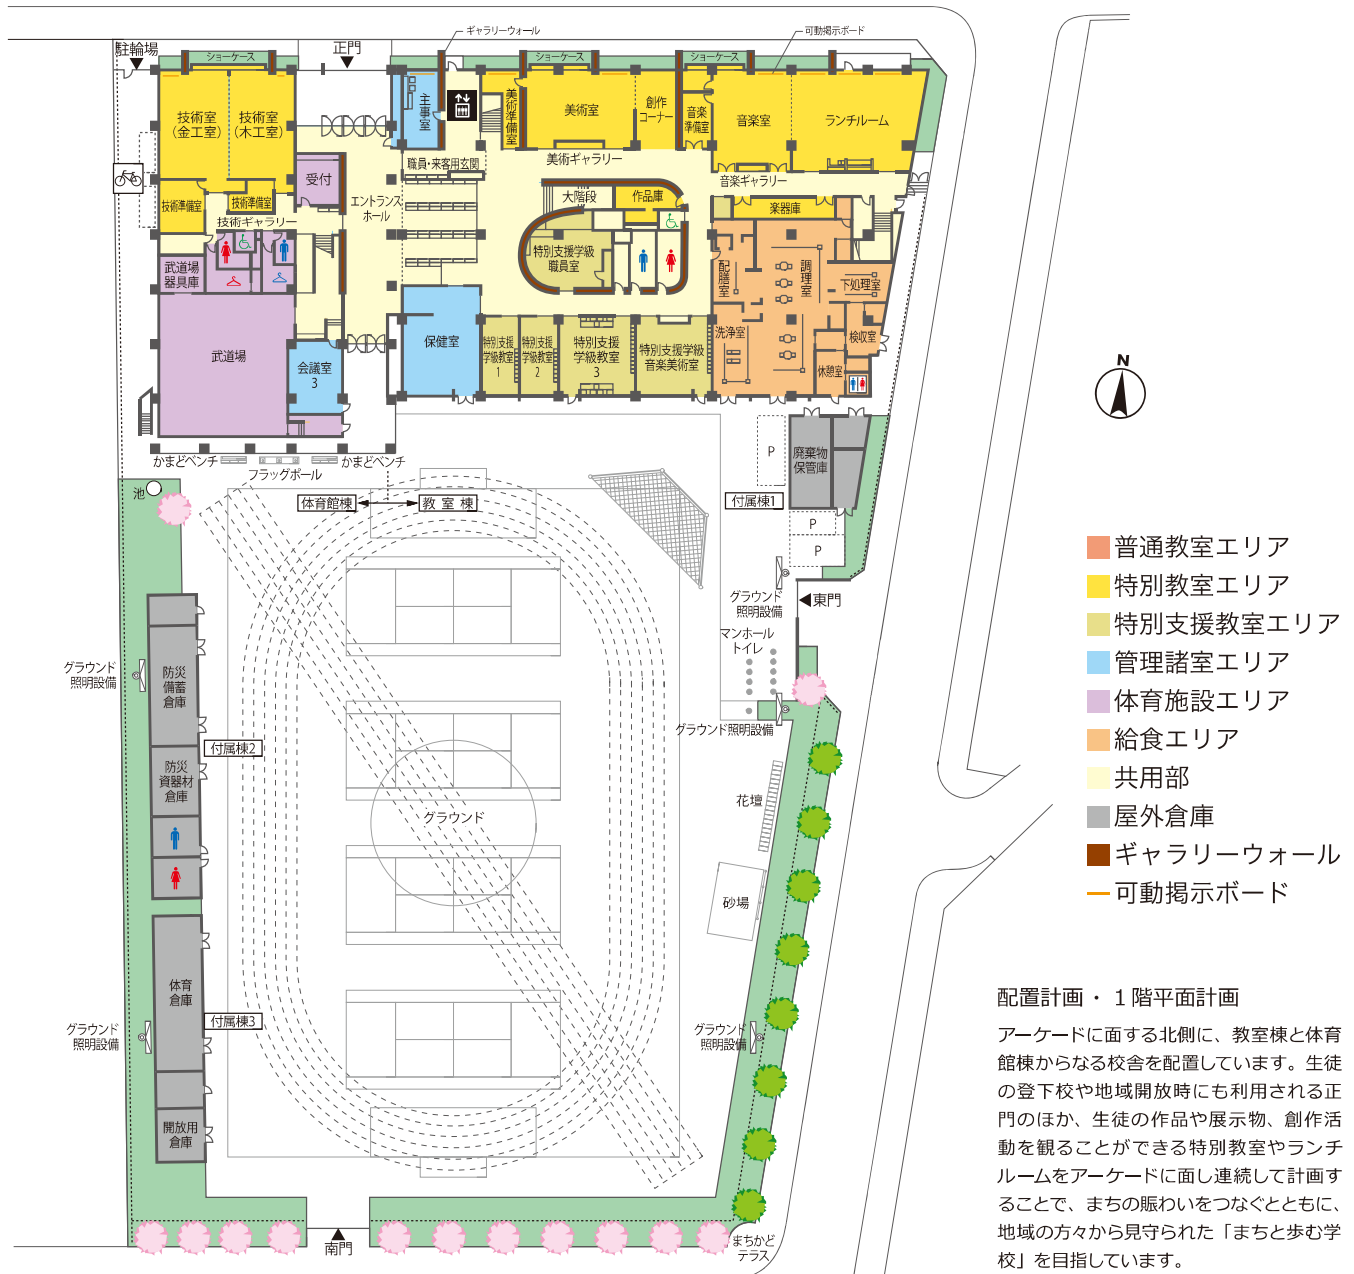 ギャラリーウォール
可動掲示ボード
駐輪場
正門
ショーケース
ショーケース
ショーケース
技術室
(金工室)
技術室
(木工室)
主事室
美術準備室
美術室
創作
コーナー
音楽
準備室
音楽室
ランチルーム
職員・来客用玄関
美術ギャラリー
音楽ギャラリー
受付
エントランス
ホール
技術準備室
技術準備室
技術ギャラリー
大階段
作品庫
楽器庫
特別支援学級
職員室
配膳室
調理室
下処理室
武道場
器具庫
洗浄室
検収室
休憩室
武道場
会議室
3
保健室
特別支援
学級教室
1
特別支援
学級教室
2
特別支援
学級教室
3
特別支援学級
音楽美術室
N
かまどベンチ
フラッグポール
かまどベンチ
P
廃棄物
保管庫
池
体育館棟
教室棟
付属棟1
P
P
グラウンド
照明設備
東門
マンホール
トイレ
グラウンド
照明設備
防災
備蓄
倉庫
グラウンド照明設備
付属棟2
防災
資器材
倉庫
花壇
グラウンド
砂場
体育
倉庫
付属棟3
グラウンド
照明設備
グラウンド
照明設備
開放用
倉庫
南門
まちかど
テラス
普通教室エリア
特別教室エリア
特別支援教室エリア
管理諸室エリア
体育施設エリア
給食エリア
共用部
屋外倉庫
ギャラリーウォール
可動掲示ボード
配置計画・1階平面計画
アーケードに面する北側に、教室棟と体育
館棟からなる校舎を配置しています。生徒
の登下校や地域開放時にも利用される正
門のほか、生徒の作品や展示物、創作活
動を観ることができる特別教室やランチ
ルームをアーケードに面し連続して計画す
ることで、まちの賑わいをつなぐとともに、
地域の方々から見守られた「まちと歩む学
校」を目指しています。